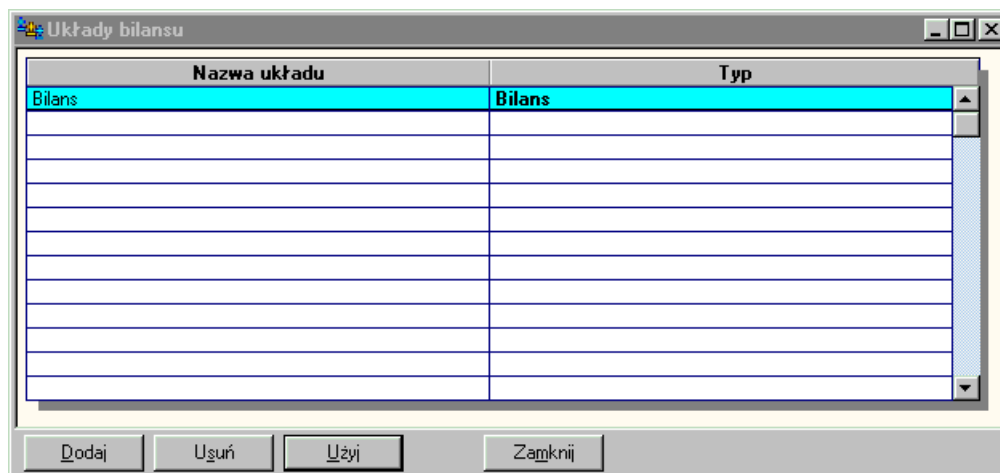 Układy bilansu
Nazwa układu Typ
Bilans Bilans
Dodaj Usuń Użyj Zamknij